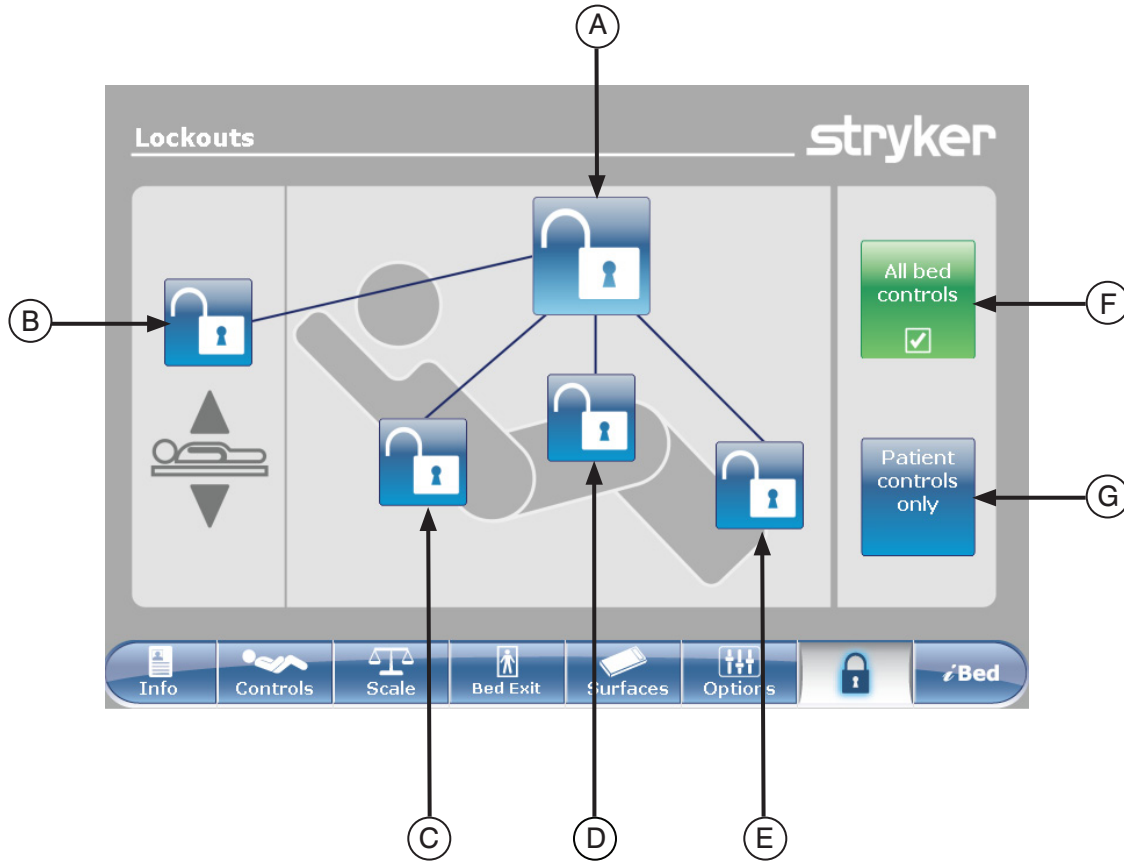 A
Lockouts
stryker
All bed
controls
B
F
Patient
controls
only
G
Info
Controls
Scale
Bed Exit
Surfaces
Options
iBed
C
D
E